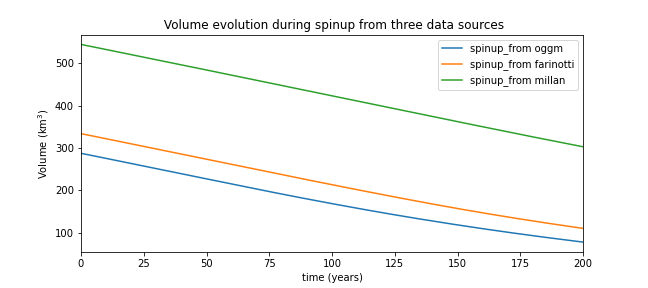 Volume evolution during spinup from three data sources
spinup_from oggm
spinup_from farinotti
spinup_from millan
Volume (km³)
500
400
300
200
100
0
25
50
75
100
125
150
175
200
time (years)